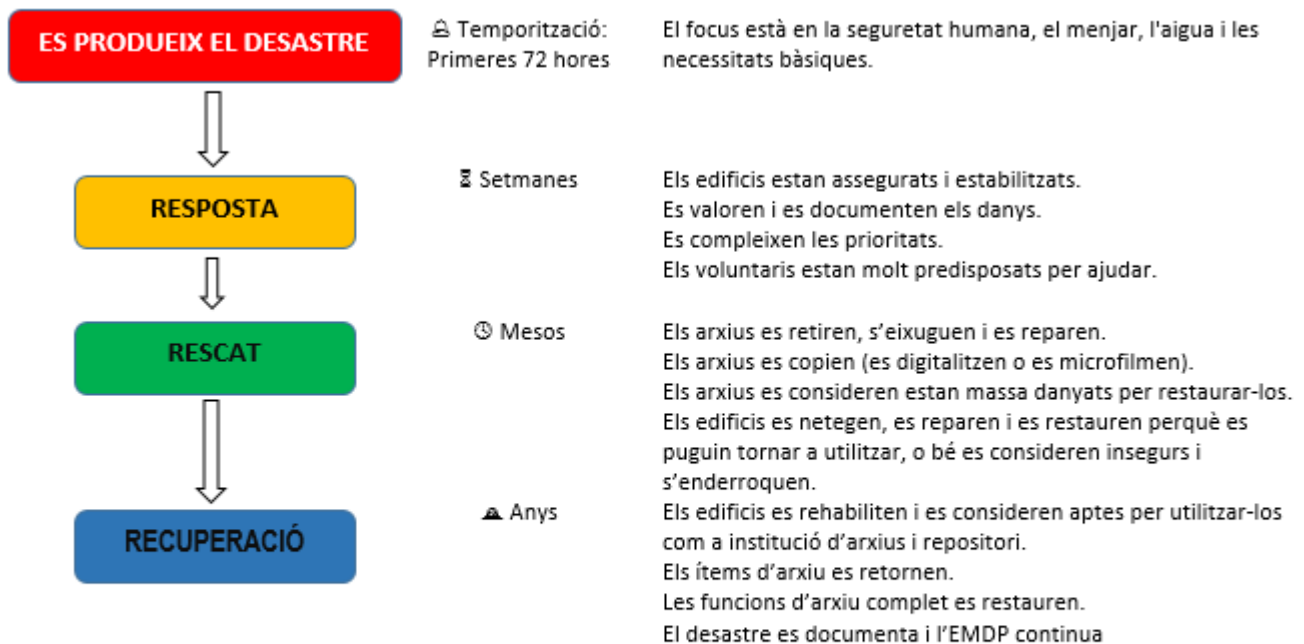 ES PRODUEIX EL DESASTRE
Temporització:
Primeres 72 hores
El focus està en la seguretat humana, el menjar, l'aigua i les
necessitats bàsiques.
RESPOSTA
Setmanes
Els edificis estan assegurats i estabilitzats.
Es valoren i es documenten els danys.
Es compleixen les prioritats.
Els voluntaris estan molt predisposats per ajudar.
RESCAT
Mesos
Els arxius es retiren, s’eixuguen i es reparen.
Els arxius es copien (es digitalitzen o es microfilmen).
Els arxius es consideren estan massa danyats per restaurar-los.
Els edificis es netegen, es reparen i es restauren perquè es
puguin tornar a utilitzar, o bé es consideren insegurs i
s’enderroquen.
RECUPERACIÓ
Anys
Els edificis es rehabiliten i es consideren aptes per utilitzar-los
com a institució d’arxius i repositori.
Els ítems d’arxiu es retornen.
Les funcions d’arxiu complet es restauren.
El desastre es documenta i l’EMDP continua